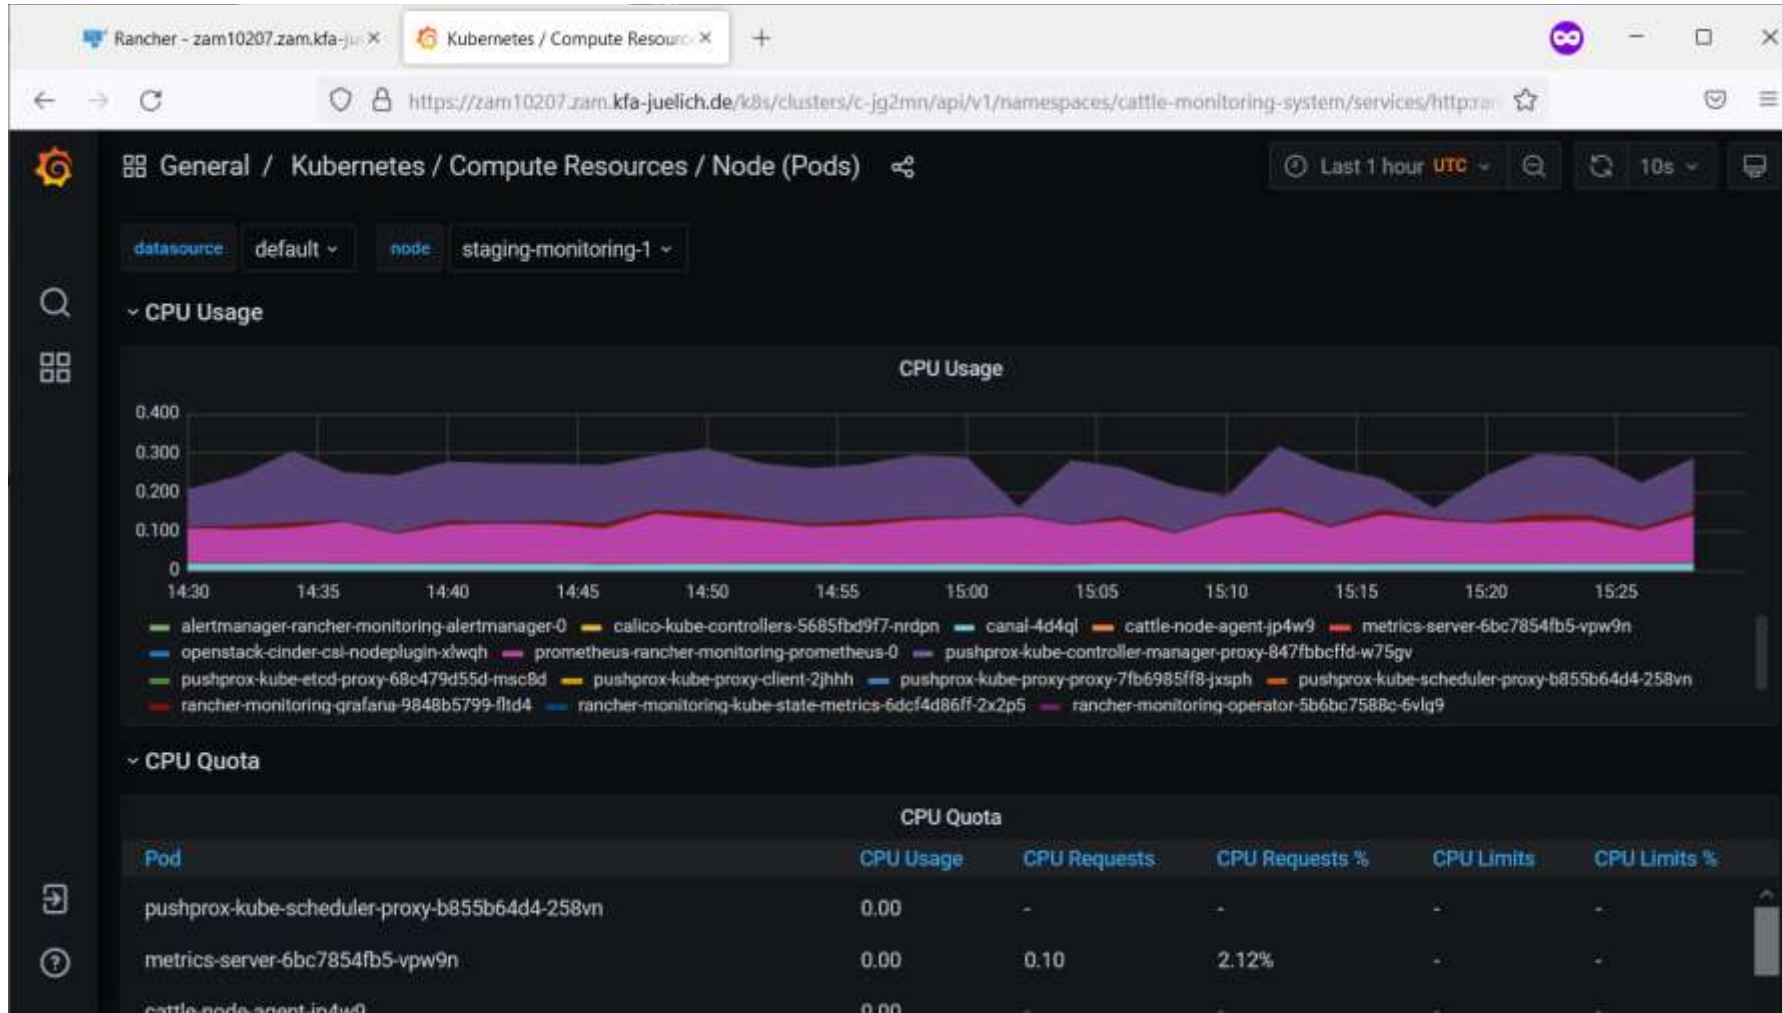 Rancher - zam10207.zam.kfa-ju
Kubernetes / Compute Resourc
https://zam10207.zam.kfa-juelich.de/k8s/clusters/c-jg2mn/api/v1/namespaces/cattle-monitoring-system/services/http:ran
General / Kubernetes / Compute Resources / Node (Pods)
Last 1 hour UTC
10s
datasource default node staging-monitoring-1
CPU Usage
CPU Usage
0.400
0.300
0.200
0.100
0
14:30 14:35 14:40 14:45 14:50 14:55 15:00 15:05 15:10 15:15 15:20 15:25
alertmanager-rancher-monitoring-alertmanager-0 calico-kube-controllers-5685fbd9f7-nrdpn canal-4d4ql cattle-node-agent-jp4w9 metrics-server-6bc7854fb5-vpw9n
openstack-cinder-csi-nodeplugin-xlwqh prometheus-rancher-monitoring-prometheus-0 pushprox-kube-controller-manager-proxy-847fbbcffd-w75gv
pushprox-kube-etcd-proxy-68c479d55d-msc8d pushprox-kube-proxy-client-2jhhh pushprox-kube-proxy-proxy-7fb6985ff8-jxsph pushprox-kube-scheduler-proxy-b855b64d4-258vn
rancher-monitoring-grafana-9848b5799-fltd4 rancher-monitoring-kube-state-metrics-6dcf4d86ff-2x2p5 rancher-monitoring-operator-5b6bc7588c-6vlg9
CPU Quota
CPU Quota
Pod CPU Usage CPU Requests CPU Requests % CPU Limits CPU Limits %
pushprox-kube-scheduler-proxy-b855b64d4-258vn 0.00 - - - -
metrics-server-6bc7854fb5-vpw9n 0.00 0.10 2.12% - -
cattle-node-agent-jp4w9 0.00